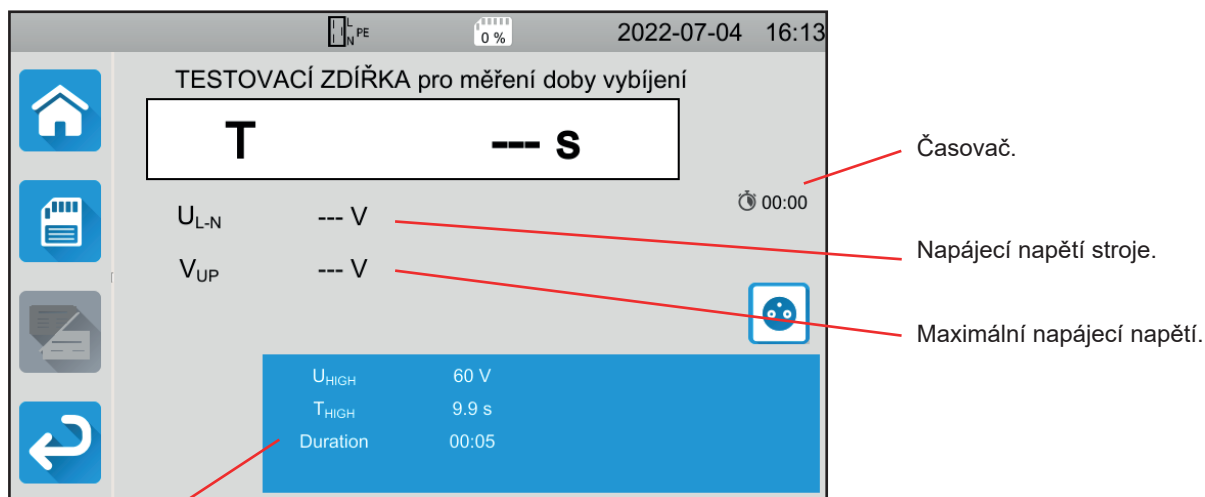 L
N PE 0 % 2022-07-04 16:13
TESTOVACÍ ZDÍŘKA pro měření doby vybíjení
T --- s
Časovač.
00:00
UL-N --- V
Napájecí napětí stroje.
VUP --- V
Maximální napájecí napětí.
UHIGH 60 V
THIGH 9.9 s
Duration 00:05